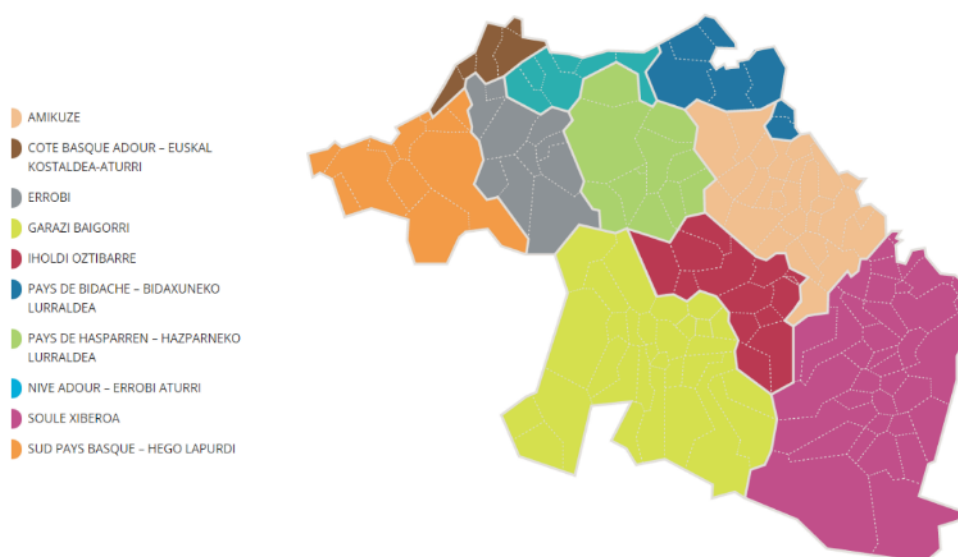 AMIKUZE
COTE BASQUE ADOUR – EUSKAL
KOSTALDEA-ATURRI
ERROBI
GARAZI BAIGORRI
IHOLDI OZTIBARRE
PAYS DE BIDACHE – BIDAXUNEKO
LURRALDEA
PAYS DE HASPARREN – HAZPARNEKO
LURRALDEA
NIVE ADOUR – ERROBI ATURRI
SOULE XIBEROA
SUD PAYS BASQUE – HEGO LAPURDI